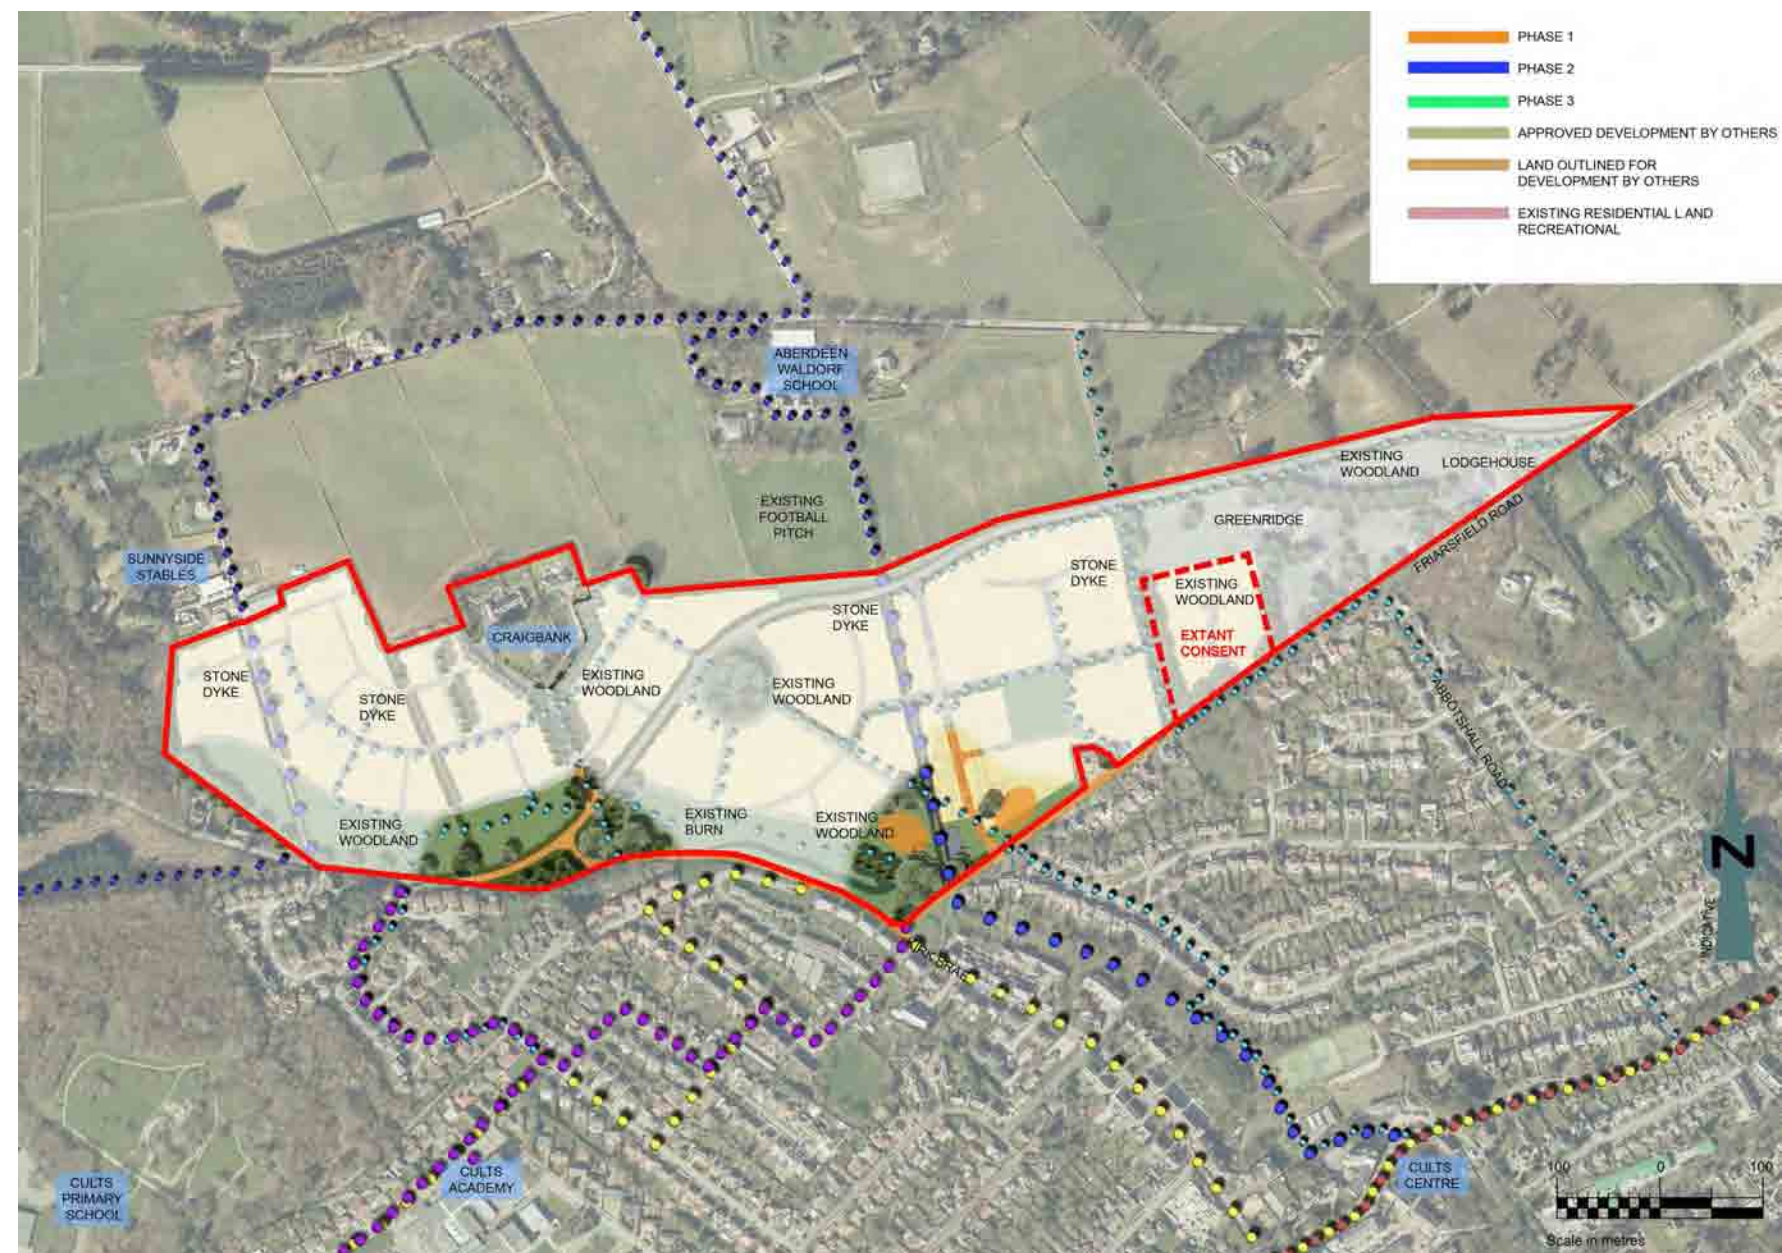 PHASE 1
PHASE 2
PHASE 3
APPROVED DEVELOPMENT BY OTHERS
LAND OUTLINED FOR
DEVELOPMENT BY OTHERS
EXISTING RESIDENTIAL LAND
RECREATIONAL
ABERDEEN
WALDORF
SCHOOL
EXISTING
WOODLAND
LODGEHOUSE
EXISTING
FOOTBALL
PITCH
GREENRIDGE
FRIARSFIELD ROAD
SUNNYSIDE
STABLES
STONE
DYKE
EXISTING
WOODLAND
EXTANT
CONSENT
STONE
DYKE
CRAIGBANK
STONE
DYKE
STONE
DYKE
EXISTING
WOODLAND
EXISTING
WOODLAND
ABBOTSHALL ROAD
EXISTING
WOODLAND
EXISTING
BURN
EXISTING
WOODLAND
N
INDICATIVE
KIRK BRAE
CULTS
PRIMARY
SCHOOL
CULTS
ACADEMY
CULTS
CENTRE
100 0 100
Scale in metres